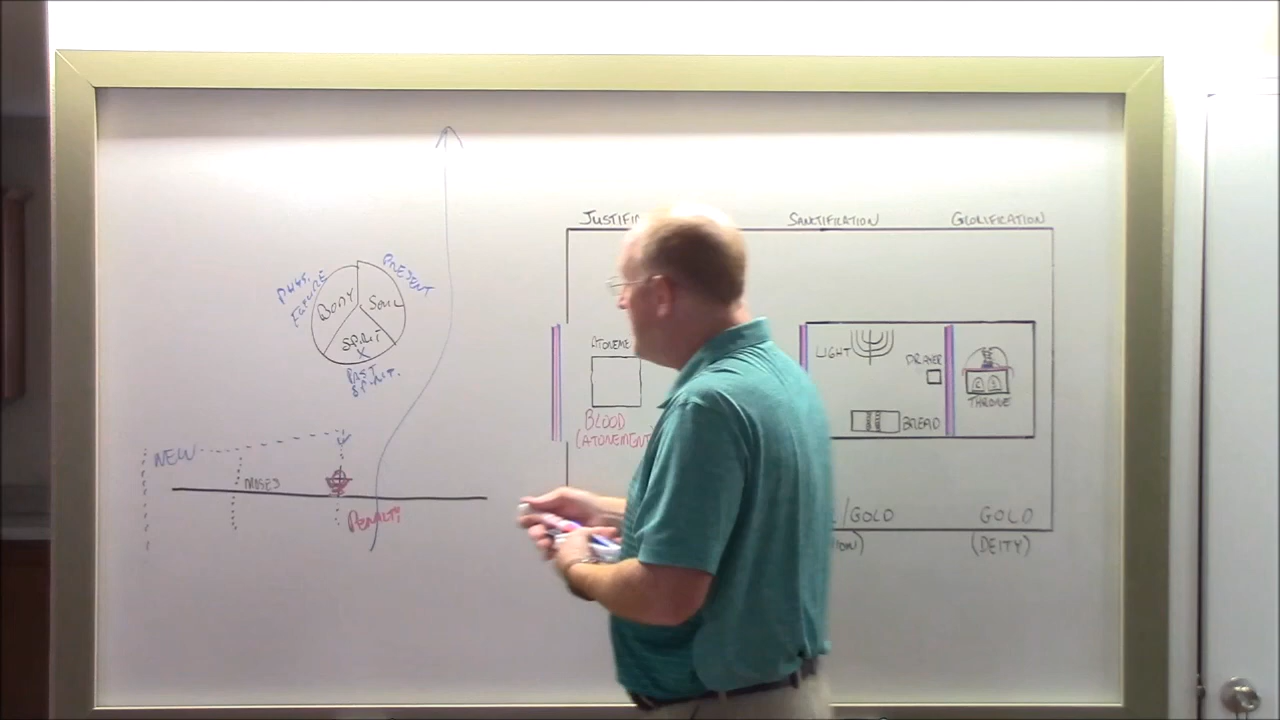 PRESENT
PHYS.
FUTURE
BODY
SOUL
SPIRIT
X
PAST
SPIRIT.
NEW
MOSES
PENALTY
JUSTIFI
SANCTIFICATION
GLORIFICATION
ATONEME
BLOOD
(ATONEMENT
LIGHT
PRAYER
BREAD
THRONE
/GOLD
GOLD
(DEITY)